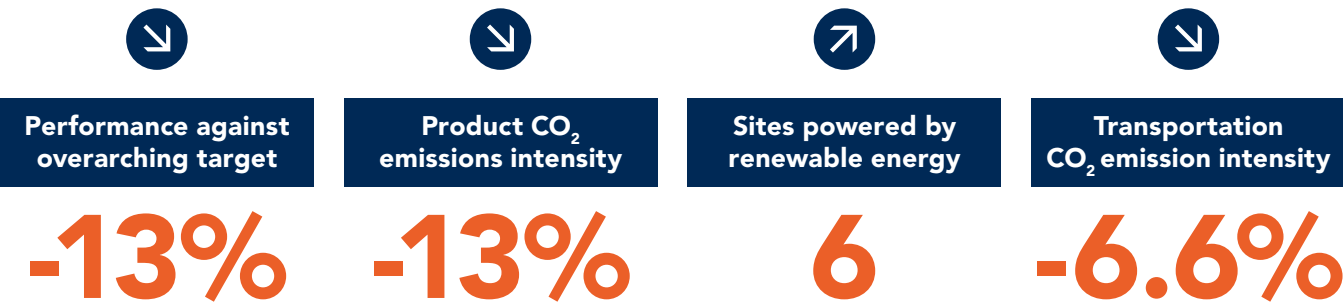 Performance against
overarching target
-13%
Product CO₂
emissions intensity
-13%
Sites powered by
renewable energy
6
Transportation
CO₂ emission intensity
-6.6%